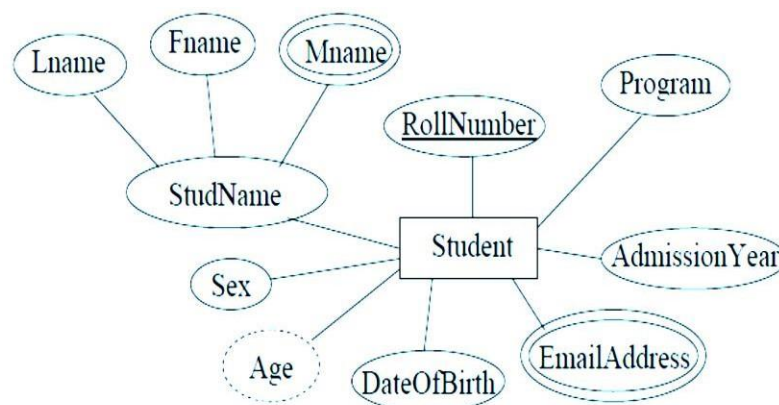 Fname
Mname
Lname
Program
RollNumber
StudName
Student
AdmissionYear
Sex
EmailAddress
Age
DateOfBirth